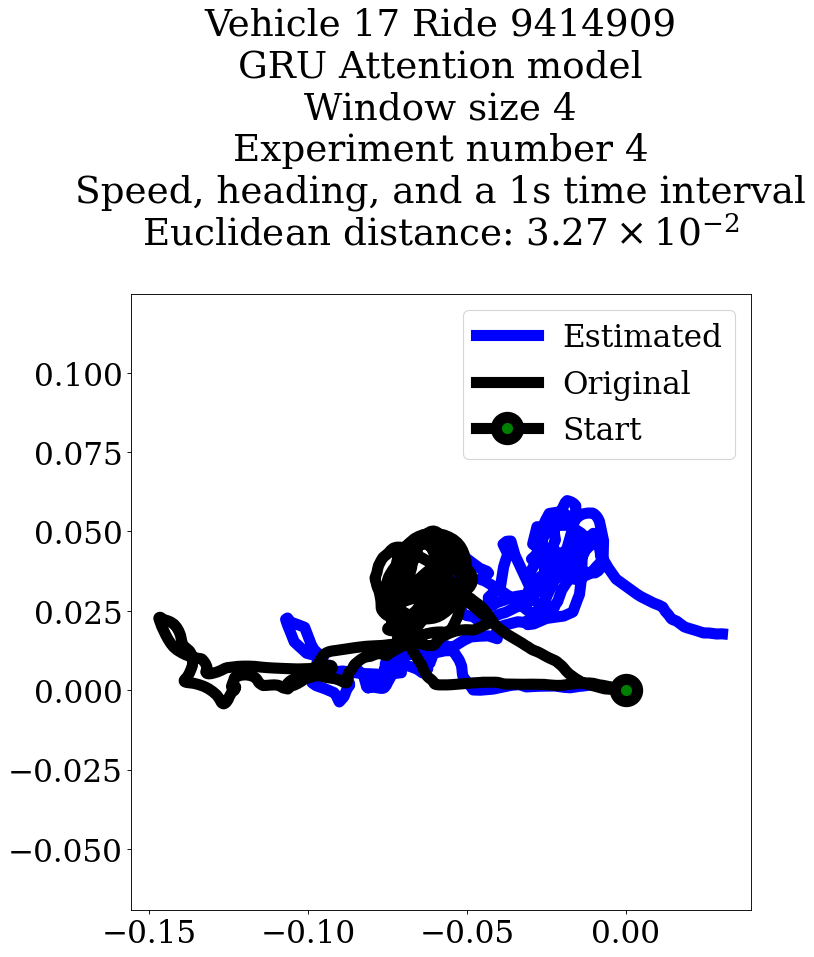 Vehicle 17 Ride 9414909
GRU Attention model
Window size 4
Experiment number 4
Speed, heading, and a 1s time interval
Euclidean distance: 3.27 × 10⁻²
Estimated
Original
Start
0.100
0.075
0.050
0.025
0.000
−0.025
−0.050
−0.15 −0.10 −0.05 0.00